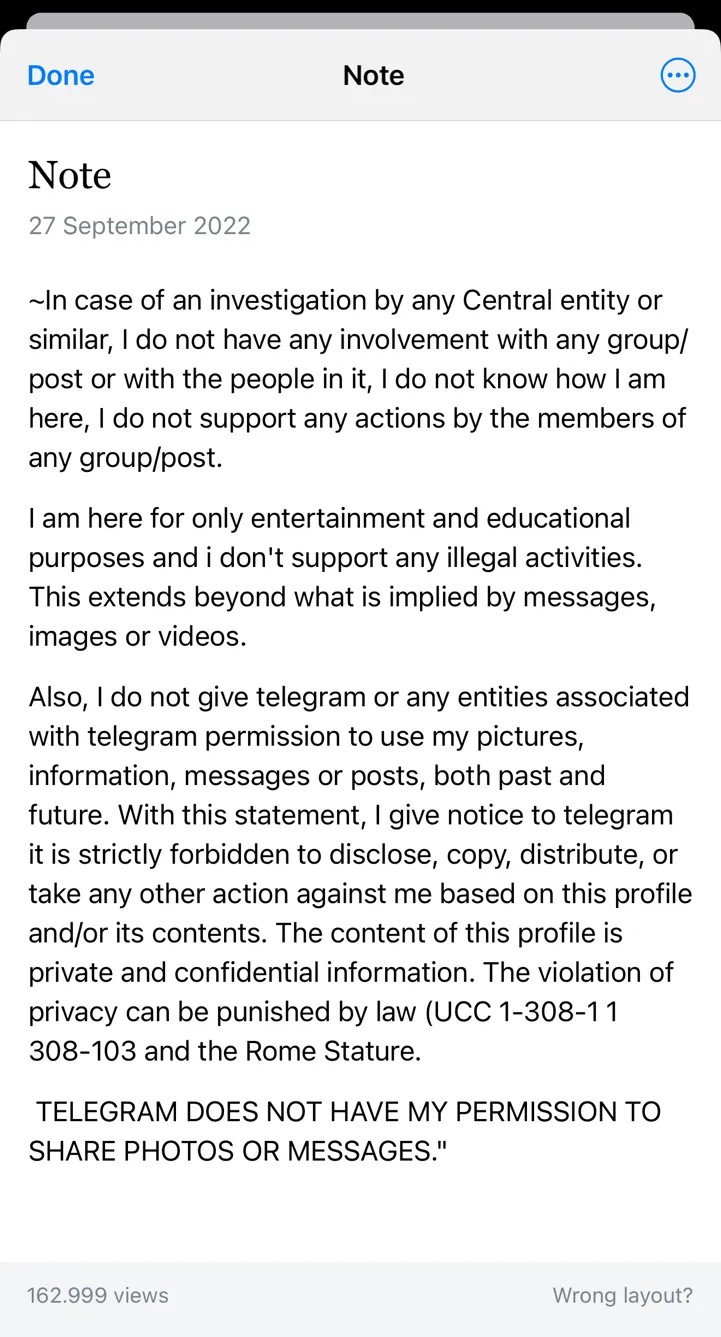 Done
Note
Note
27 September 2022
~In case of an investigation by any Central entity or
similar, I do not have any involvement with any group/
post or with the people in it, I do not know how I am
here, I do not support any actions by the members of
any group/post.
I am here for only entertainment and educational
purposes and i don't support any illegal activities.
This extends beyond what is implied by messages,
images or videos.
Also, I do not give telegram or any entities associated
with telegram permission to use my pictures,
information, messages or posts, both past and
future. With this statement, I give notice to telegram
it is strictly forbidden to disclose, copy, distribute, or
take any other action against me based on this profile
and/or its contents. The content of this profile is
private and confidential information. The violation of
privacy can be punished by law (UCC 1-308-1 1
308-103 and the Rome Stature.
TELEGRAM DOES NOT HAVE MY PERMISSION TO
SHARE PHOTOS OR MESSAGES."
162.999 views
Wrong layout?